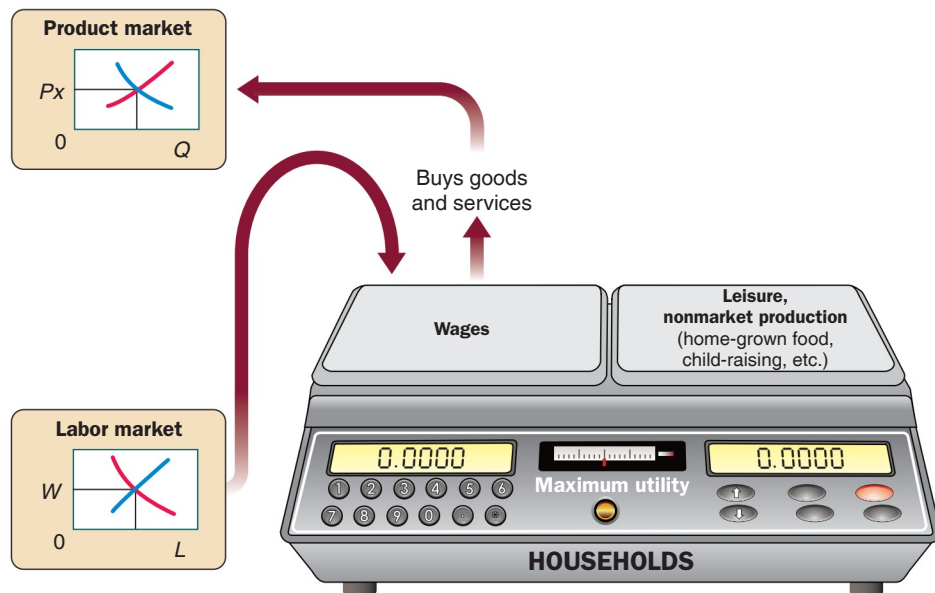 Product market
Px
0
Q
Buys goods
and services
Wages
Leisure,
nonmarket production
(home-grown food,
child-raising, etc.)
Labor market
W
0
L
0.0000
0.0000
1 2 3 4 5 6
7 8 9 0 . *
Maximum utility
HOUSEHOLDS